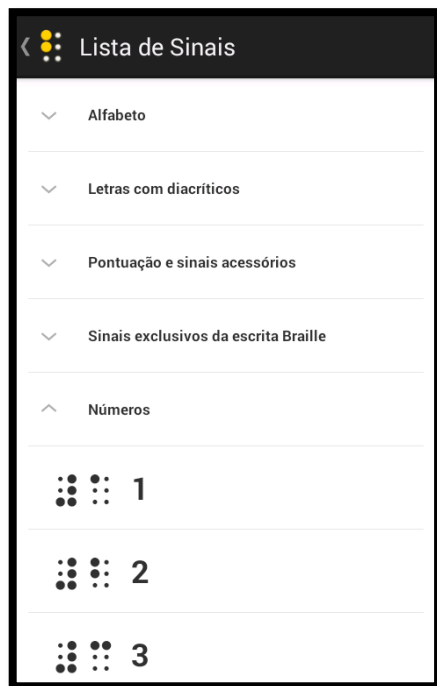 Lista de Sinais
Alfabeto
Letras com diacríticos
Pontuação e sinais acessórios
Sinais exclusivos da escrita Braille
Números
⠼⠁ 1
⠼⠃ 2
⠼⠉ 3